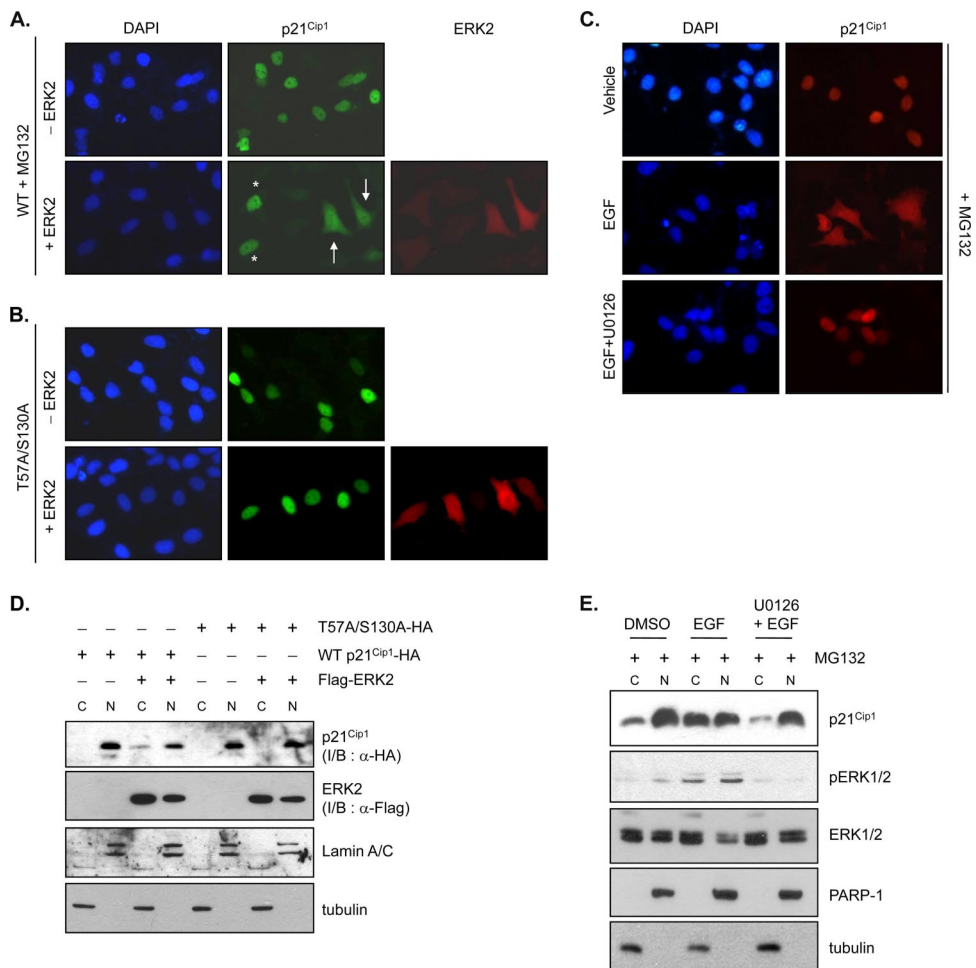 A.
DAPI p21Cip1 ERK2
WT + MG132
– ERK2
+ ERK2
* *
B.
T57A/S130A
– ERK2
+ ERK2
C.
DAPI p21Cip1
Vehicle
EGF
EGF+U0126
+ MG132
D.
– – – – + + + + T57A/S130A-HA
+ + + + – – – – WT p21Cip1-HA
– – + + – – + + Flag-ERK2
C N C N C N C N
p21Cip1
(I/B : α-HA)
ERK2
(I/B : α-Flag)
Lamin A/C
tubulin
E.
DMSO EGF U0126
+ EGF
+ + + + + + MG132
C N C N C N
p21Cip1
pERK1/2
ERK1/2
PARP-1
tubulin